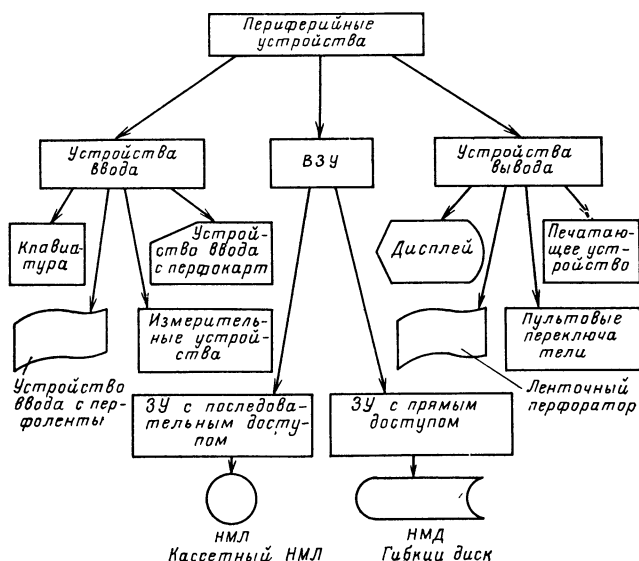 Периферийные
устройства
Устройства
ввода
ВЗУ
Устройства
вывода
Клавиа-
тура
Устрой-
ство ввода
с перфокарт
Дисплей
Печатаю-
щее уст-
ройство
Измеритель-
ные устрой-
ства
Пультовые
переключа
тели
Устройство
ввода с пер-
фоленты
Ленточный
перфоратор
ЗУ с последова-
тельным досту-
пом
ЗУ с прямым
доступом
НМЛ
Кассетный НМЛ
НМД
Гибкий диск